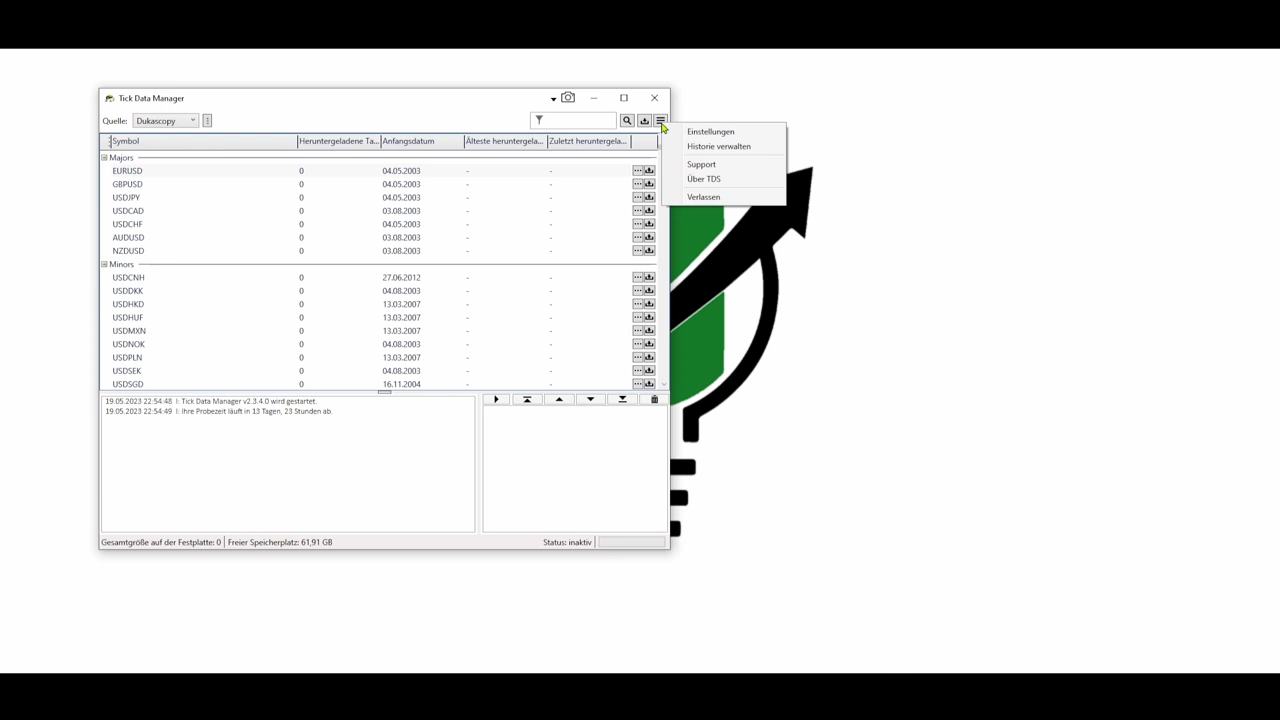 Tick Data Manager
Quelle: Dukascopy
Symbol Heruntergeladene Ta... Anfangsdatum Älteste heruntergela... Zuletzt heruntergela...
Majors
EURUSD 0 04.05.2003 - -
GBPUSD 0 04.05.2003 - -
USDJPY 0 04.05.2003 - -
USDCAD 0 03.08.2003 - -
USDCHF 0 04.05.2003 - -
AUDUSD 0 03.08.2003 - -
NZDUSD 0 03.08.2003 - -
Minors
USDCNH 0 27.06.2012 - -
USDDKK 0 04.08.2003 - -
USDHKD 0 13.03.2007 - -
USDHUF 0 13.03.2007 - -
USDMXN 0 13.03.2007 - -
USDNOK 0 04.08.2003 - -
USDPLN 0 13.03.2007 - -
USDSEK 0 04.08.2003 - -
USDSGD 0 16.11.2004 - -
Einstellungen
Historie verwalten
Support
Über TDS
Verlassen
19.05.2023 22:54:48 I: Tick Data Manager v2.3.4.0 wird gestartet.
19.05.2023 22:54:49 I: Ihre Probezeit läuft in 13 Tagen, 23 Stunden ab.
Gesamtgröße auf der Festplatte: 0 Freier Speicherplatz: 61,91 GB Status: inaktiv